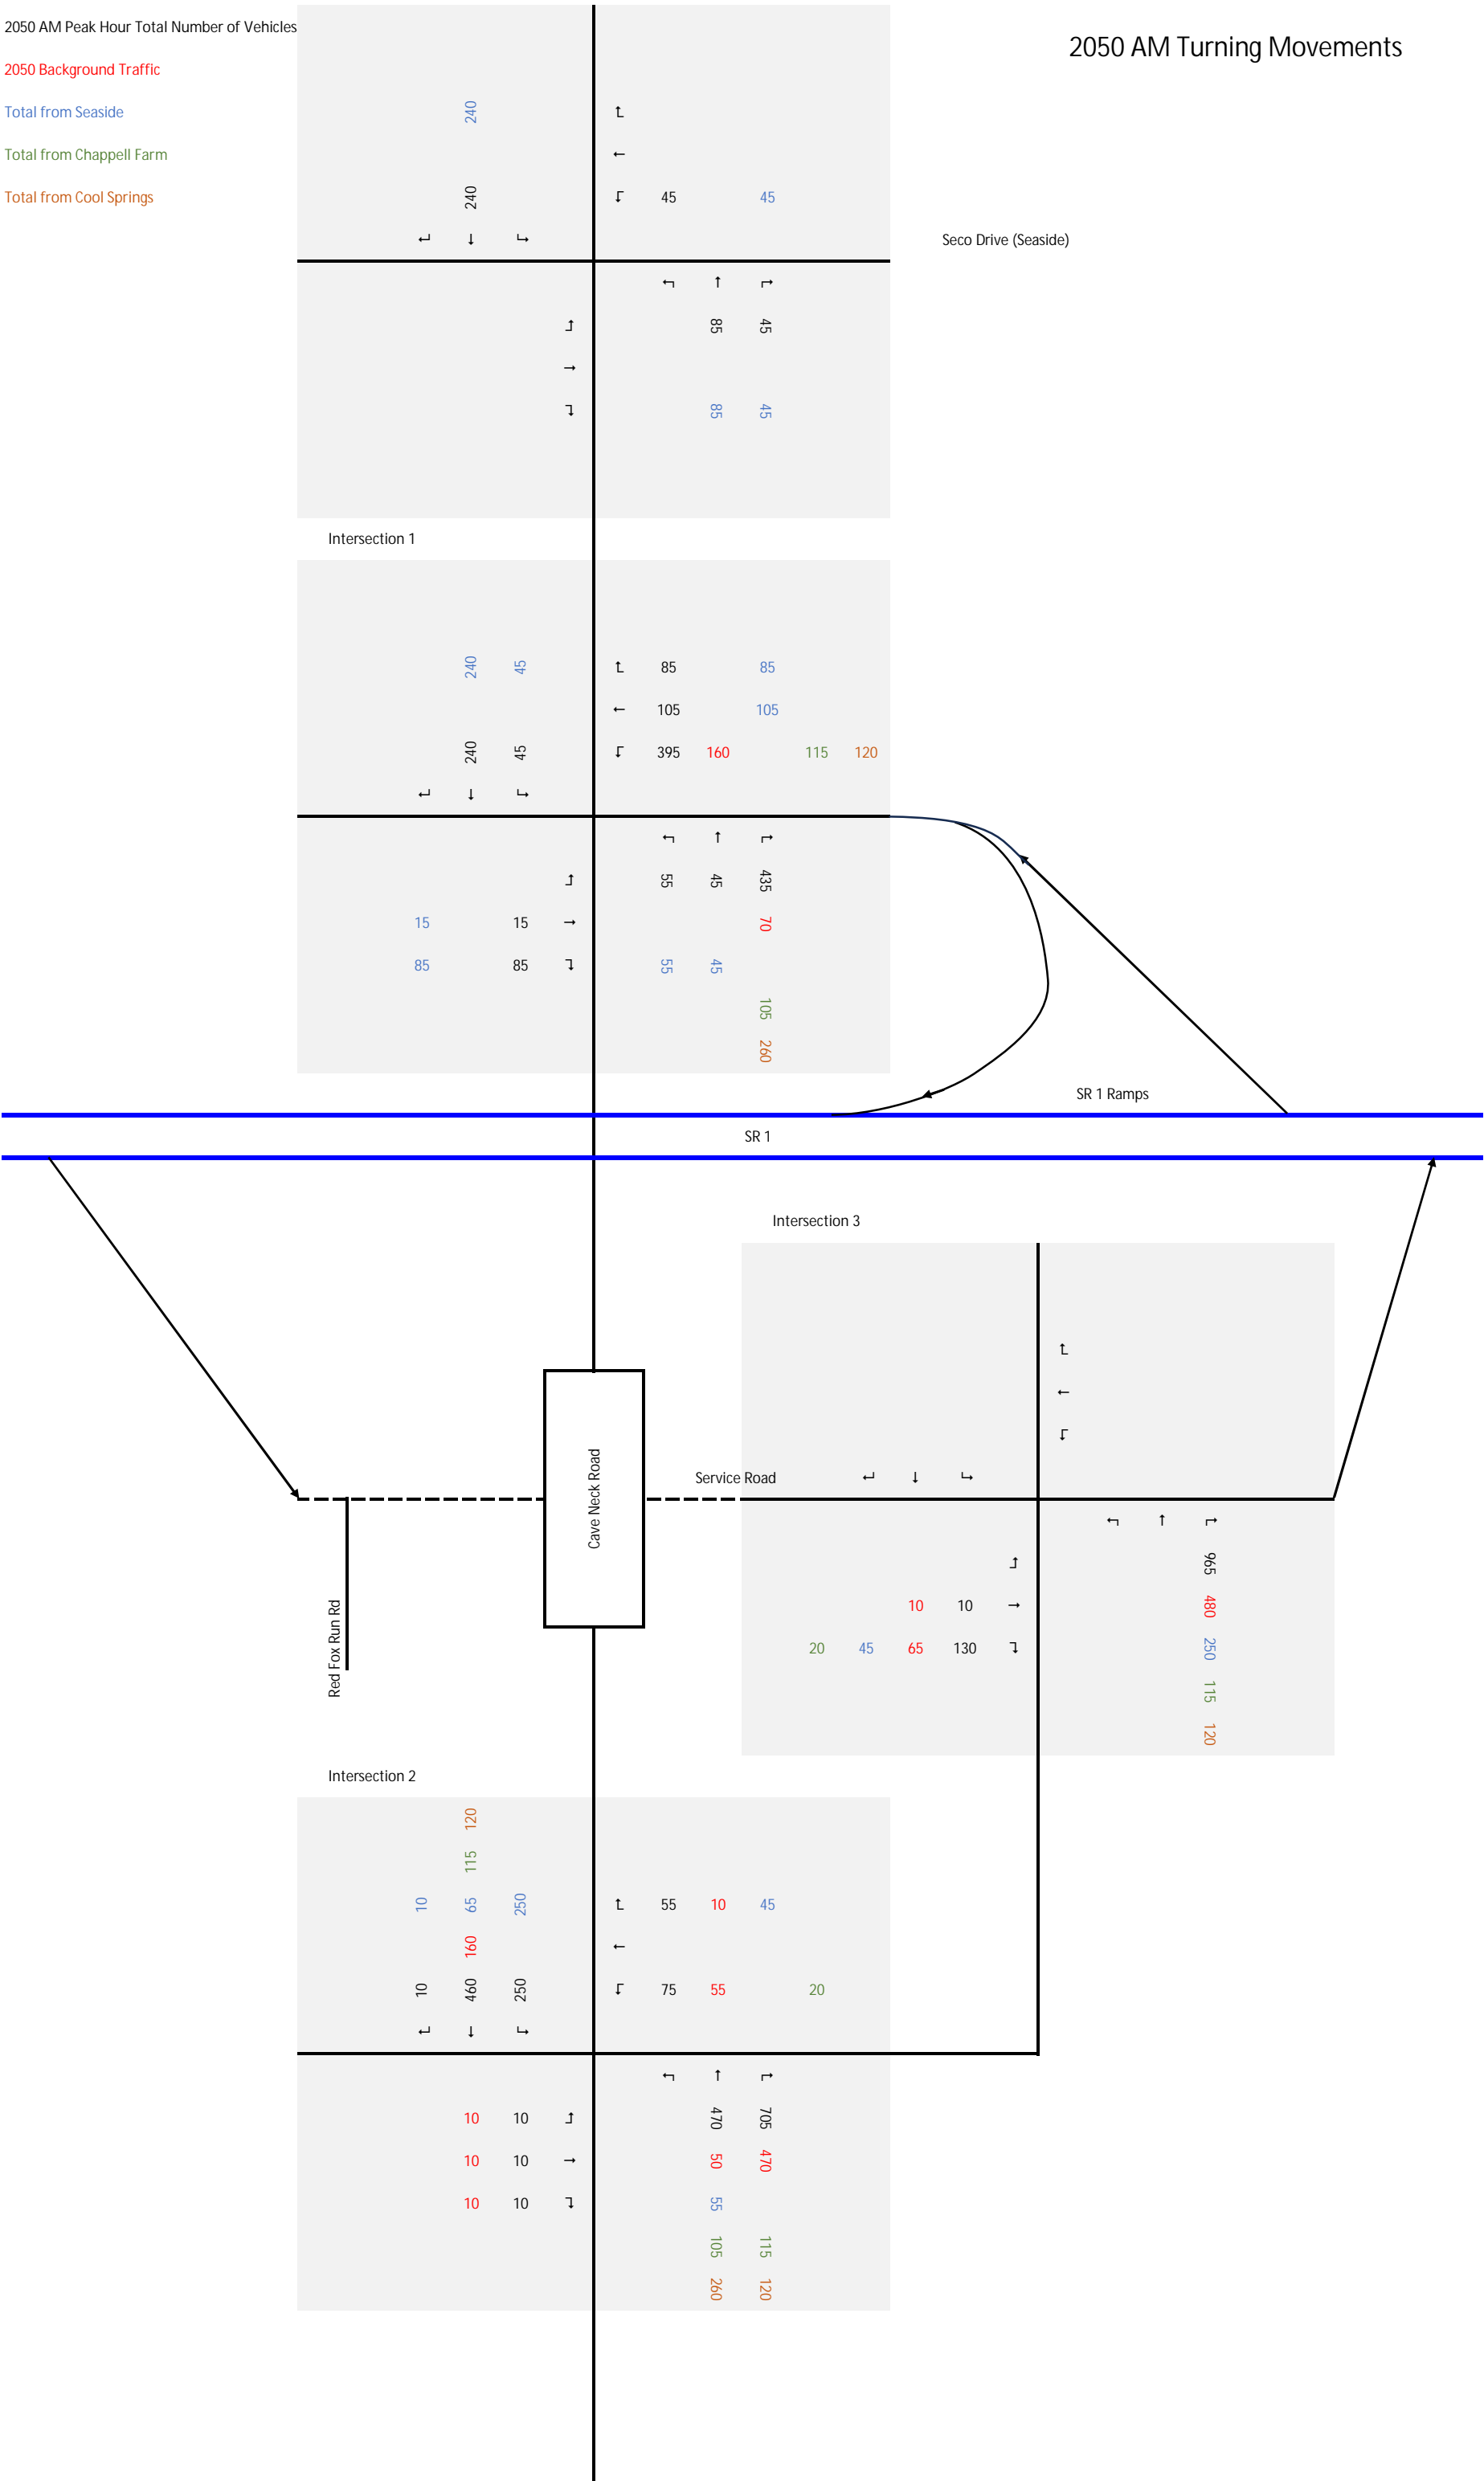 2050 AM Peak Hour Total Number of Vehicles
2050 AM Turning Movements
2050 Background Traffic
Total from Seaside
240
↱
Total from Chappell Farm
←
Total from Cool Springs
240
45 45
Seco Drive (Seaside)
85 45
85 45
Intersection 1
240 45 85 85
105 105
240 45 395 160 115 120
55 45 435
15 15 70
85 85 55 45
105
260
SR 1 Ramps
SR 1
Intersection 3
Cave Neck Road
Service Road
965
10 10 480
20 45 65 130 250
115
120
Red Fox Run Rd
Intersection 2
120
115
10 65 250 55 10 45
160
10 460 250 75 55 20
10 10 470 705
10 10 50 470
10 10 55
105 115
260 120